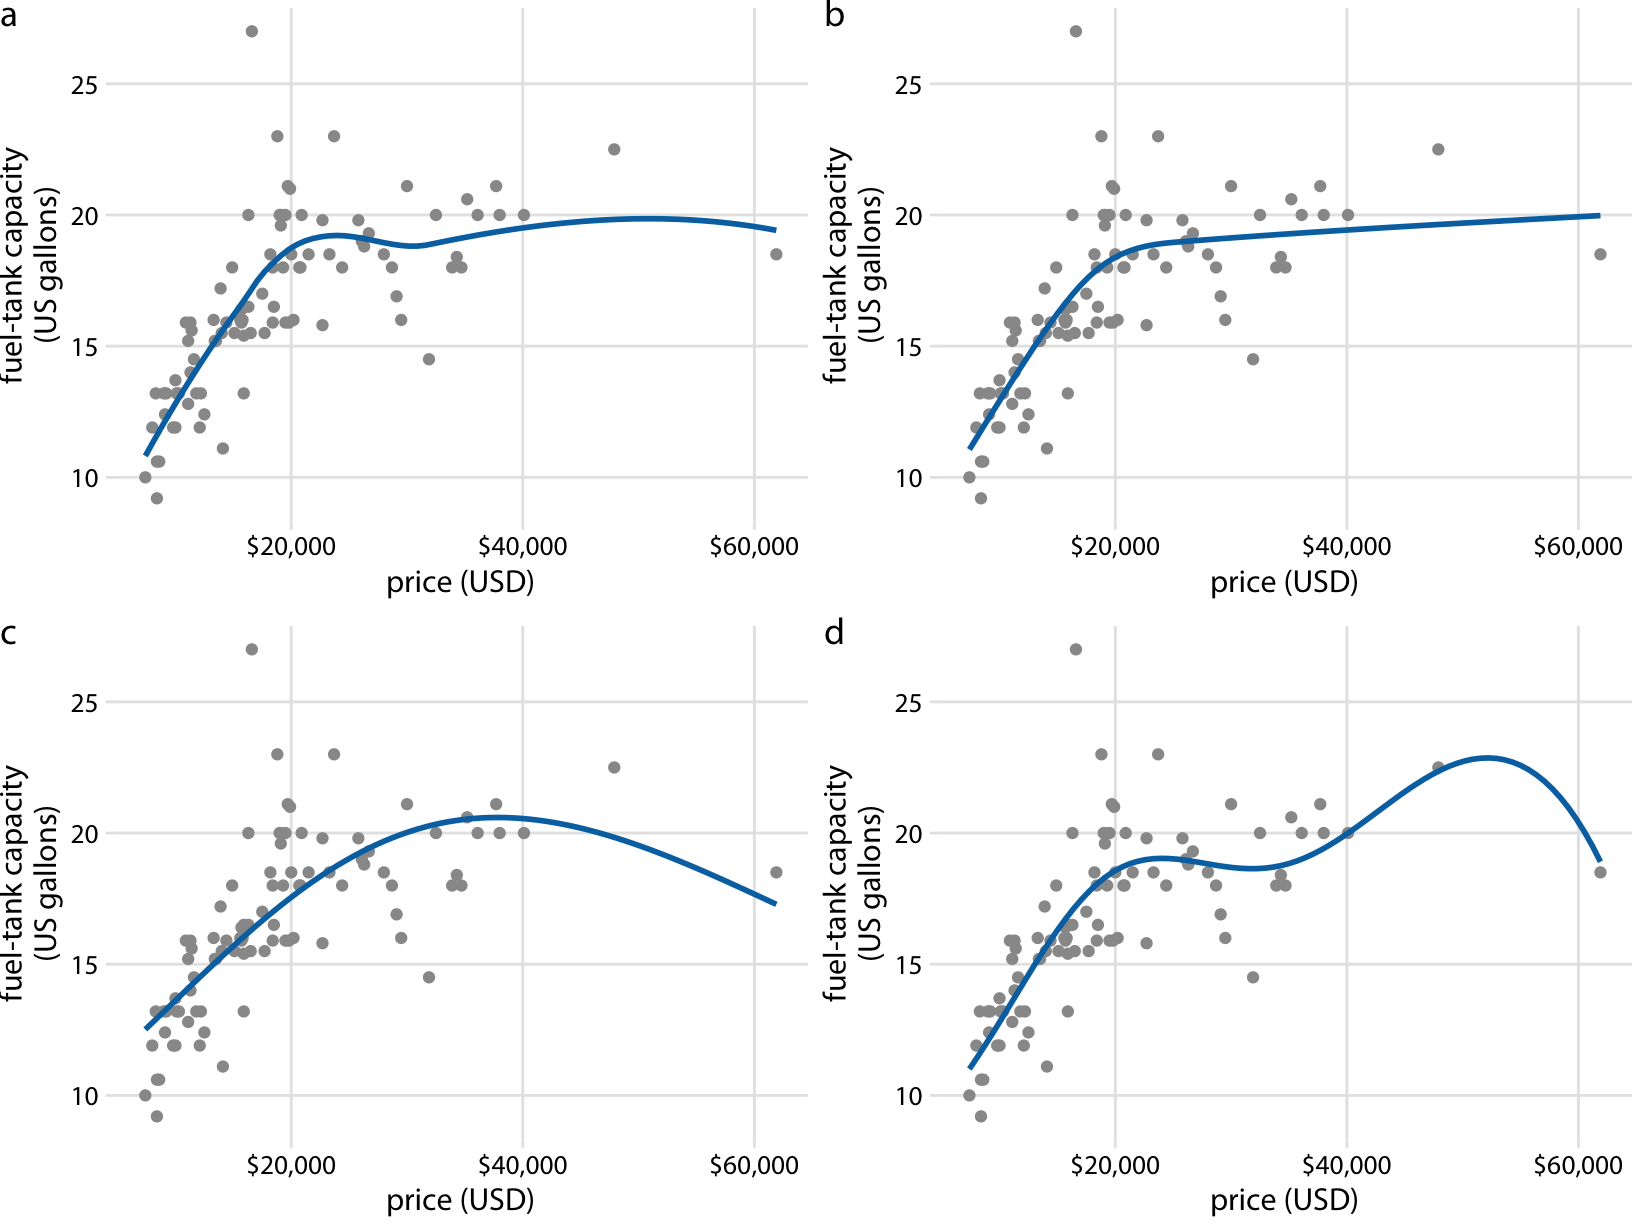 a
25
20
15
10
fuel-tank capacity
(US gallons)
$20,000
$40,000
$60,000
price (USD)
b
25
20
15
10
fuel-tank capacity
(US gallons)
$20,000
$40,000
$60,000
price (USD)
c
25
20
15
10
fuel-tank capacity
(US gallons)
$20,000
$40,000
$60,000
price (USD)
d
25
20
15
10
fuel-tank capacity
(US gallons)
$20,000
$40,000
$60,000
price (USD)